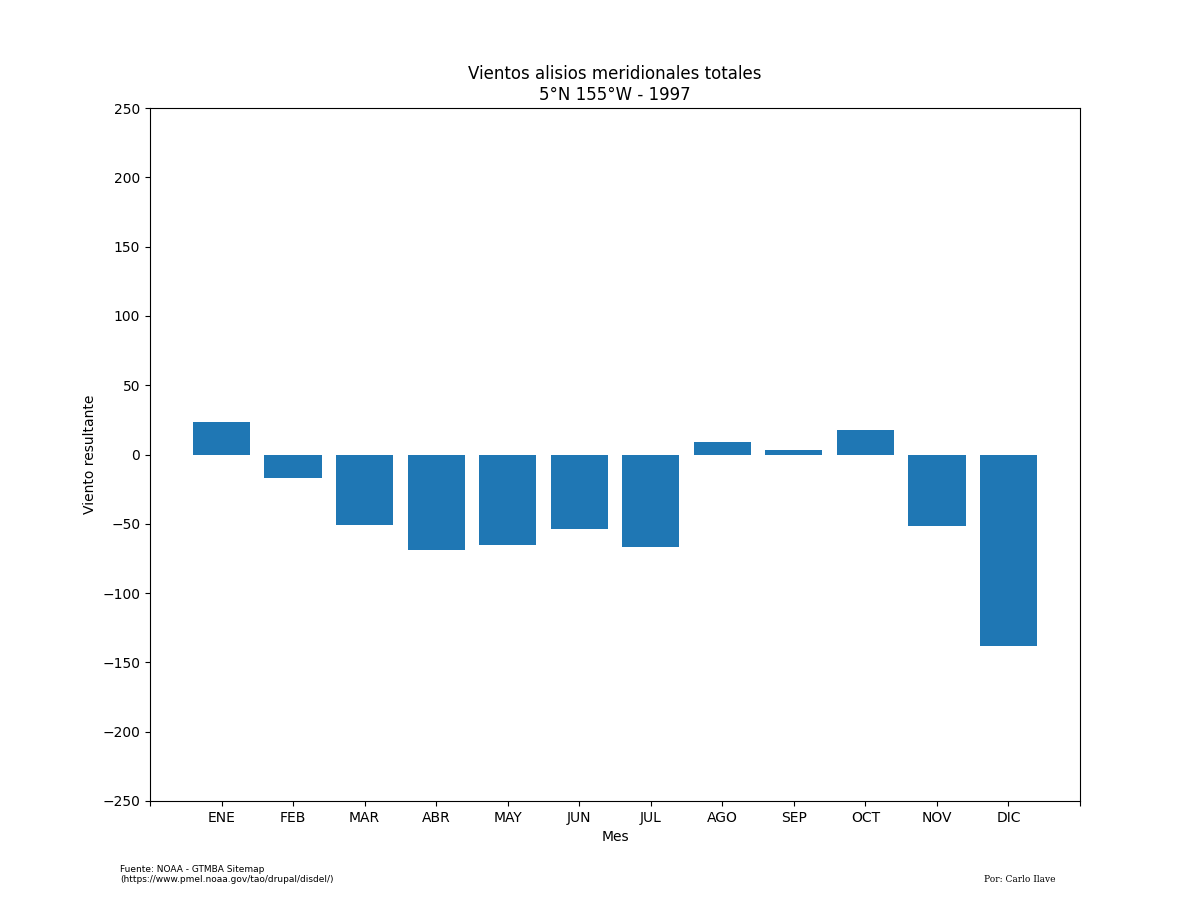 Vientos alisios meridionales totales
5°N 155°W - 1997
250
200
150
100
50
0
−50
−100
−150
−200
−250
Viento resultante
ENE FEB MAR ABR MAY JUN JUL AGO SEP OCT NOV DIC
Mes
Fuente: NOAA - GTMBA Sitemap
(https://www.pmel.noaa.gov/tao/drupal/disdel/)
Por: Carlo Ilave